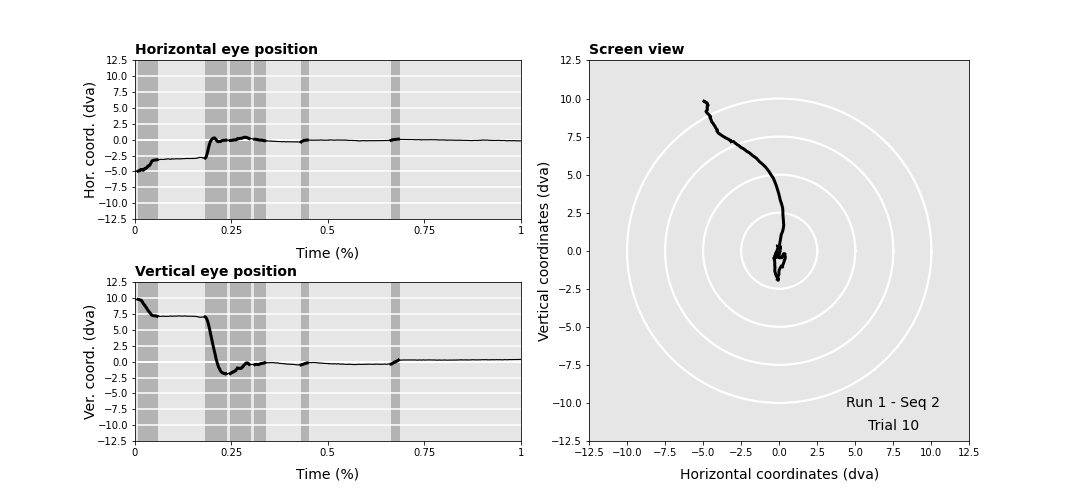 Horizontal eye position
Hor. coord. (dva)
12.5
10.0
7.5
5.0
2.5
0.0
−2.5
−5.0
−7.5
−10.0
−12.5
0 0.25 0.5 0.75 1
Time (%)
Vertical eye position
Ver. coord. (dva)
12.5
10.0
7.5
5.0
2.5
0.0
−2.5
−5.0
−7.5
−10.0
−12.5
0 0.25 0.5 0.75 1
Time (%)
Screen view
Vertical coordinates (dva)
12.5
10.0
7.5
5.0
2.5
0.0
−2.5
−5.0
−7.5
−10.0
−12.5
Run 1 - Seq 2
Trial 10
−12.5 −10.0 −7.5 −5.0 −2.5 0.0 2.5 5.0 7.5 10.0 12.5
Horizontal coordinates (dva)